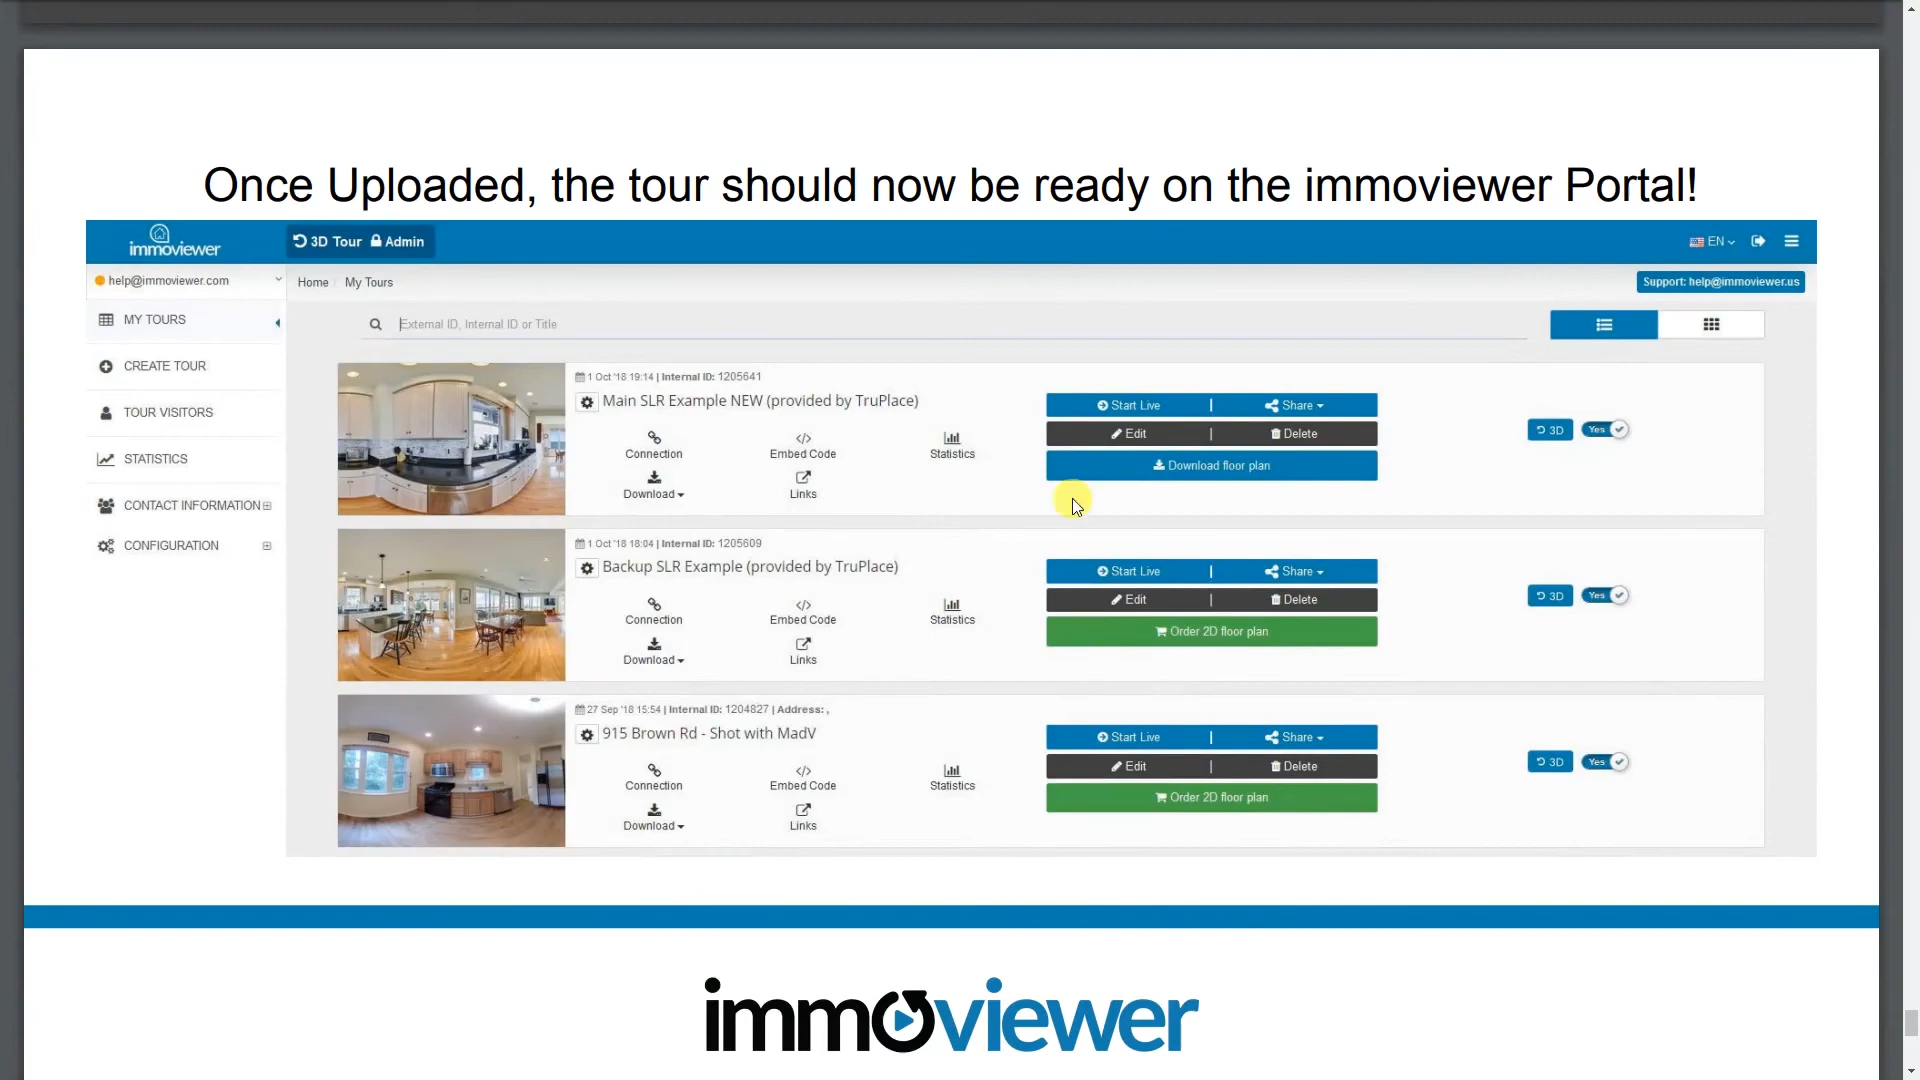 Once Uploaded, the tour should now be ready on the immoviewer Portal!
immoviewer
3D Tour Admin
EN
help@immoviewer.com
Home My Tours
Support: help@immoviewer.us
MY TOURS
External ID, Internal ID or Title
CREATE TOUR
TOUR VISITORS
STATISTICS
CONTACT INFORMATION
CONFIGURATION
1 Oct '18 19:14 | Internal ID: 1205641
Main SLR Example NEW (provided by TruPlace)
Connection
Embed Code
Statistics
Download
Links
Start Live | Share
Edit | Delete
Download floor plan
3D Yes
1 Oct '18 18:04 | Internal ID: 1205609
Backup SLR Example (provided by TruPlace)
Connection
Embed Code
Statistics
Download
Links
Start Live | Share
Edit | Delete
Order 2D floor plan
3D Yes
27 Sep '18 15:54 | Internal ID: 1204827 | Address: ,
915 Brown Rd - Shot with MadV
Connection
Embed Code
Statistics
Download
Links
Start Live | Share
Edit | Delete
Order 2D floor plan
3D Yes
immoviewer